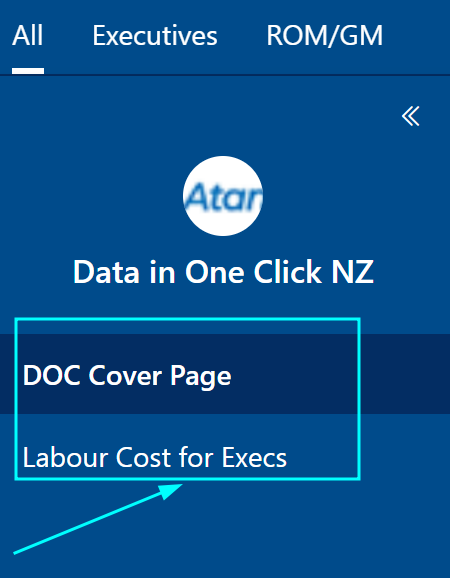 All Executives ROM/GM
Atar
Data in One Click NZ
DOC Cover Page
Labour Cost for Execs